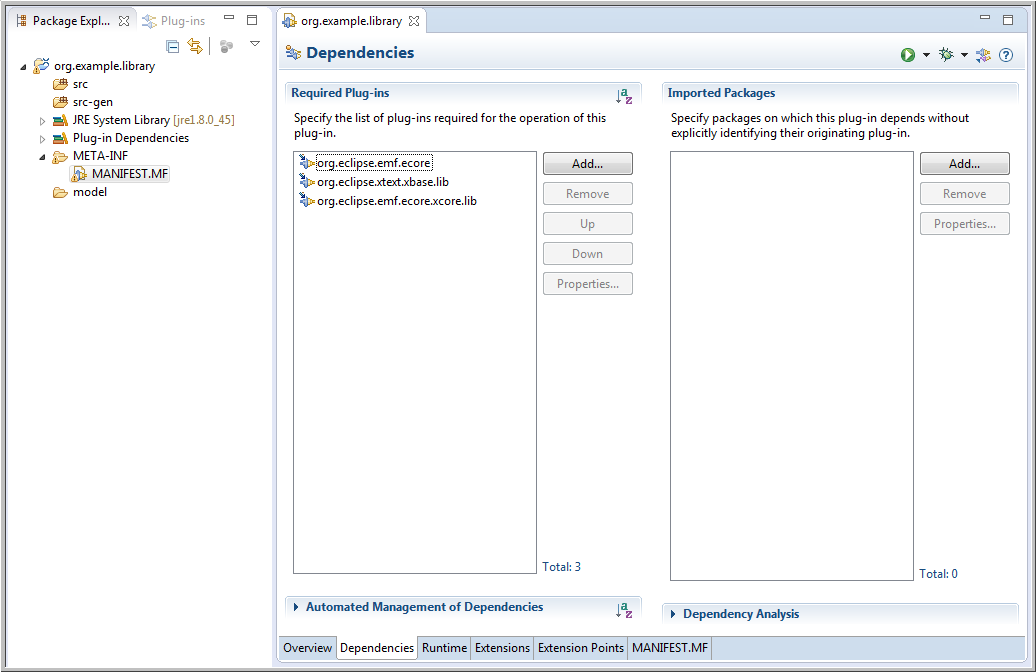 Package Expl...
Plug-ins
org.example.library
src
src-gen
JRE System Library [jre1.8.0_45]
Plug-in Dependencies
META-INF
MANIFEST.MF
model
org.example.library
Dependencies
Required Plug-ins
Specify the list of plug-ins required for the operation of this
plug-in.
org.eclipse.emf.ecore
org.eclipse.xtext.xbase.lib
org.eclipse.emf.ecore.xcore.lib
Add...
Remove
Up
Down
Properties...
Total: 3
Automated Management of Dependencies
Imported Packages
Specify packages on which this plug-in depends without
explicitly identifying their originating plug-in.
Add...
Remove
Properties...
Total: 0
Dependency Analysis
Overview Dependencies Runtime Extensions Extension Points MANIFEST.MF